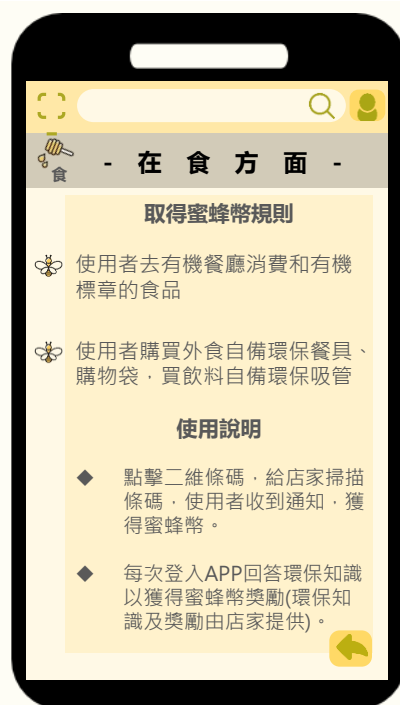 食
- 在 食 方 面 -
取得蜜蜂幣規則
使用者去有機餐廳消費和有機
標章的食品
使用者購買外食自備環保餐具、
購物袋，買飲料自備環保吸管
使用說明
◆ 點擊二維條碼，給店家掃描
條碼，使用者收到通知，獲
得蜜蜂幣。
◆ 每次登入APP回答環保知識
以獲得蜜蜂幣獎勵(環保知
識及獎勵由店家提供)。